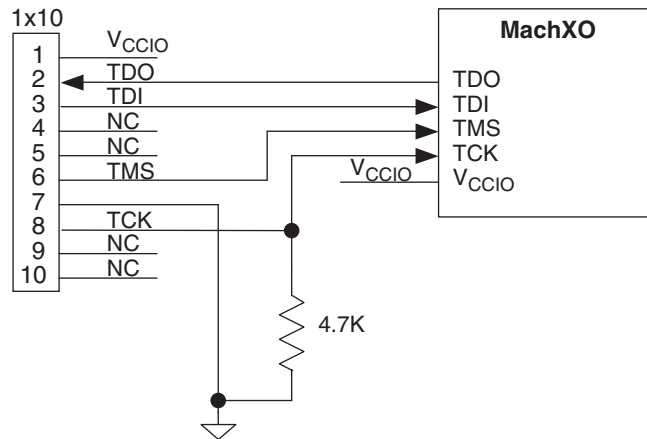 1x10
MachXO
1 VCCIO
2 TDO
3 TDI
4 NC
5 NC
6 TMS
7
8 TCK
9 NC
10 NC
TDO
TDI
TMS
TCK
VCCIO VCCIO
4.7K